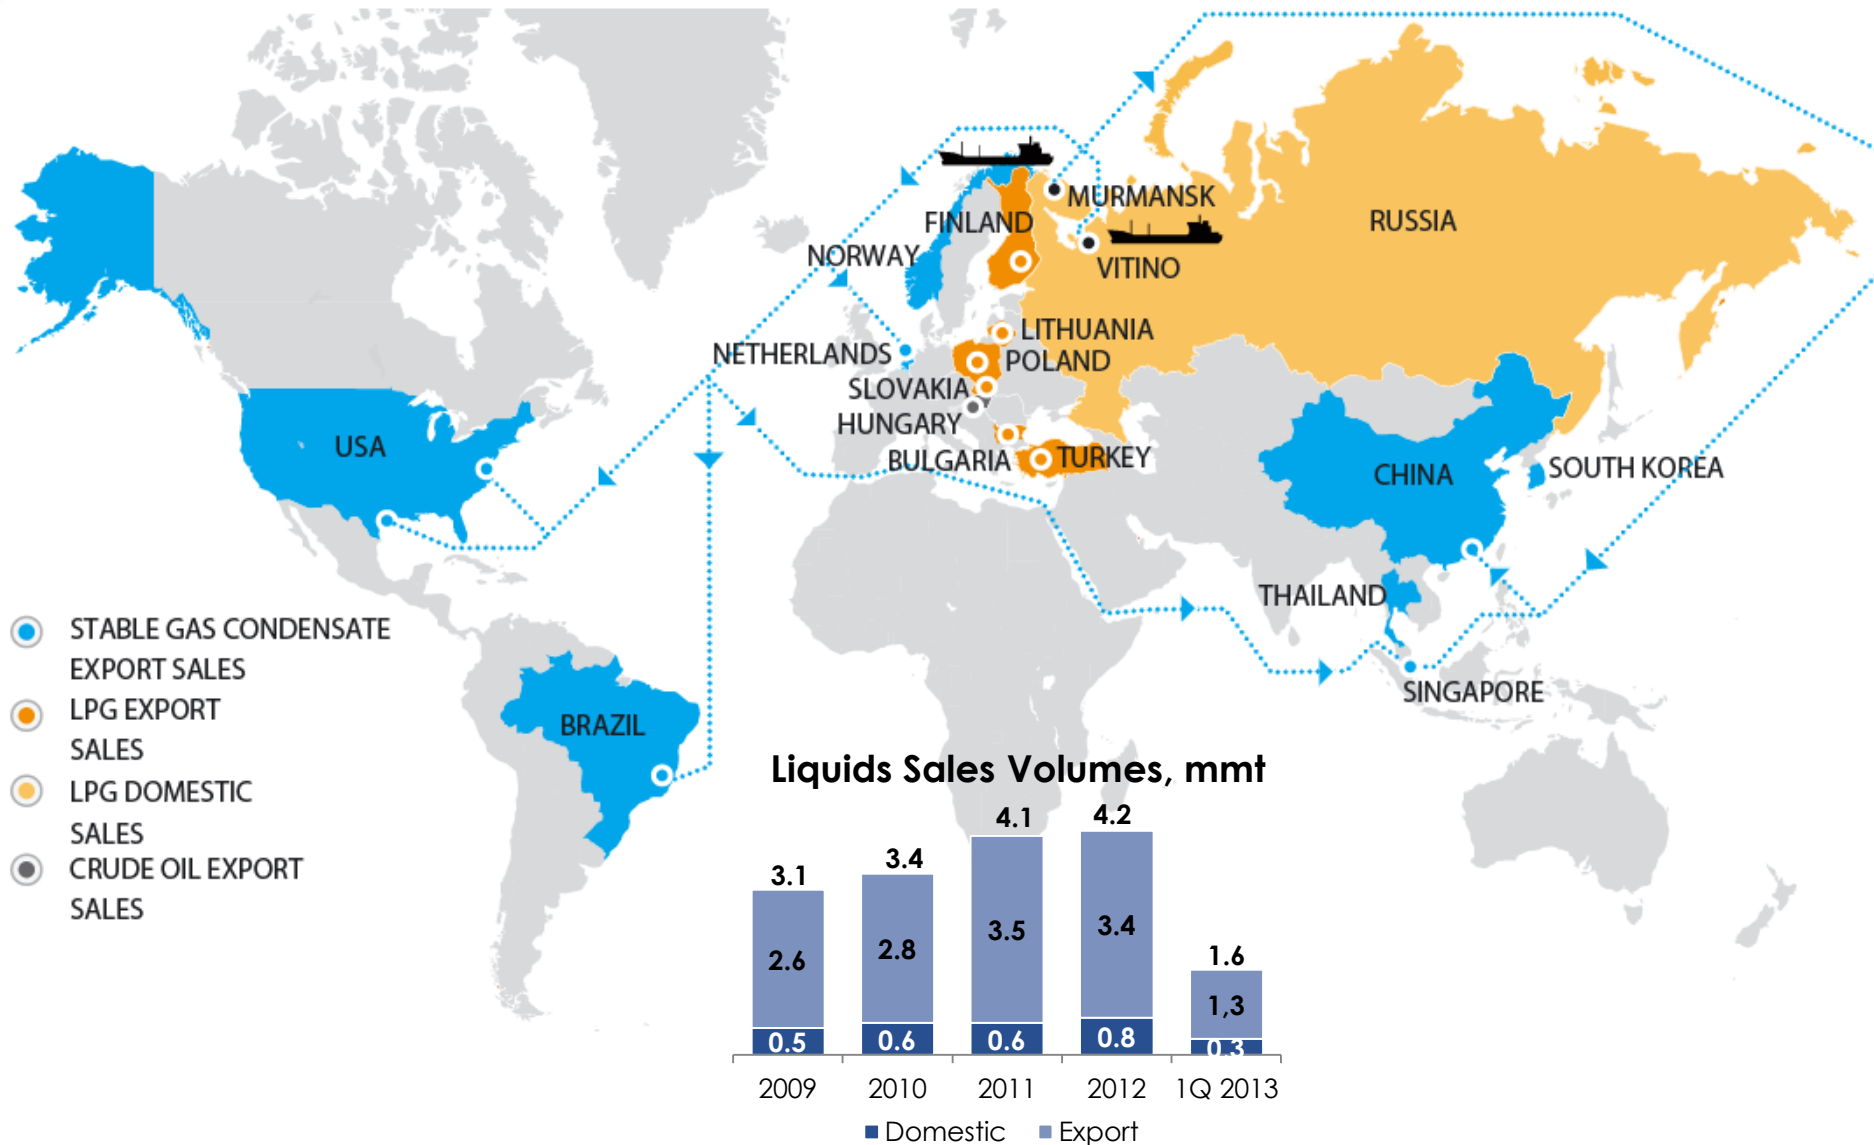 MURMANSK
FINLAND
RUSSIA
NORWAY
VITINO
LITHUANIA
NETHERLANDS
POLAND
SLOVAKIA
HUNGARY
BULGARIA
TURKEY
USA
CHINA
SOUTH KOREA
THAILAND
SINGAPORE
BRAZIL
STABLE GAS CONDENSATE
EXPORT SALES
LPG EXPORT
SALES
LPG DOMESTIC
SALES
CRUDE OIL EXPORT
SALES
Liquids Sales Volumes, mmt
3.1 3.4 4.1 4.2 1.6
2.6 2.8 3.5 3.4 1,3
0.5 0.6 0.6 0.8 0.3
2009 2010 2011 2012 1Q 2013
Domestic Export